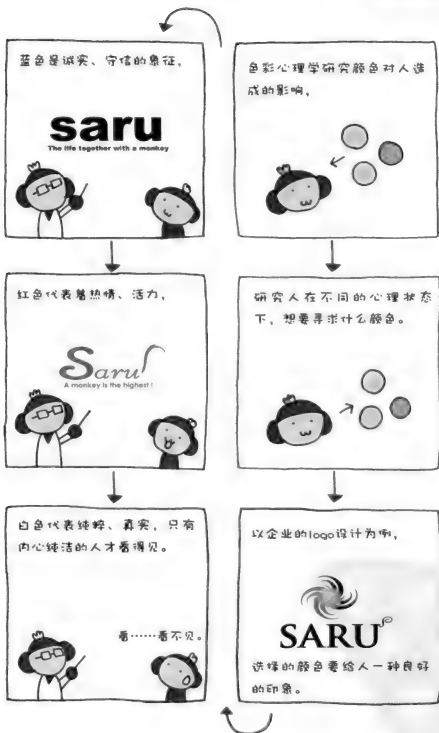 色彩心理学研究颜色对人造
成的影响,
研究人在不同的心理状态
下，想要寻求什么颜色。
以企业的logo设计为例,
SARU
选择的颜色要给人一种良好
的印象。
蓝色是诚实、守信的象征,
saru
The life together with a monkey
红色代表着热情、活力,
Saru
A monkey is the highest!
白色代表纯粹、真实，只有
内心纯洁的人才看得见。
看……看不见。